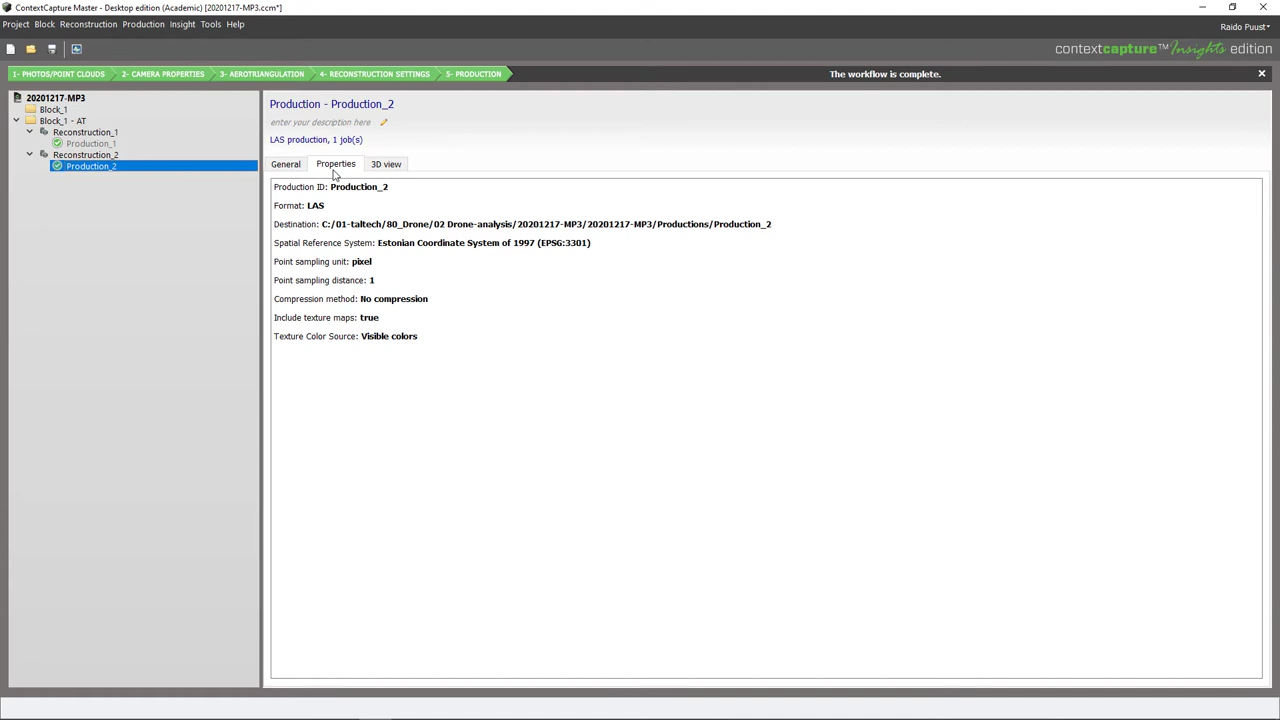 ContextCapture Master - Desktop edition (Academic) [20201217-MP3.ccm*]
Project Block Reconstruction Production Insight Tools Help
Raido Puust
contextcapture™ Insights edition
1- PHOTOS/POINT CLOUDS 2- CAMERA PROPERTIES 3- AEROTRIANGULATION 4- RECONSTRUCTION SETTINGS 5- PRODUCTION The workflow is complete.
20201217-MP3
Block_1
Block_1 - AT
Reconstruction_1
Production_1
Reconstruction_2
Production_2
Production - Production_2
enter your description here
LAS production, 1 job(s)
General Properties 3D view
Production ID: Production_2
Format: LAS
Destination: C:/01-taltech/80_Drone/02 Drone-analysis/20201217-MP3/20201217-MP3/Productions/Production_2
Spatial Reference System: Estonian Coordinate System of 1997 (EPSG:3301)
Point sampling unit: pixel
Point sampling distance: 1
Compression method: No compression
Include texture maps: true
Texture Color Source: Visible colors